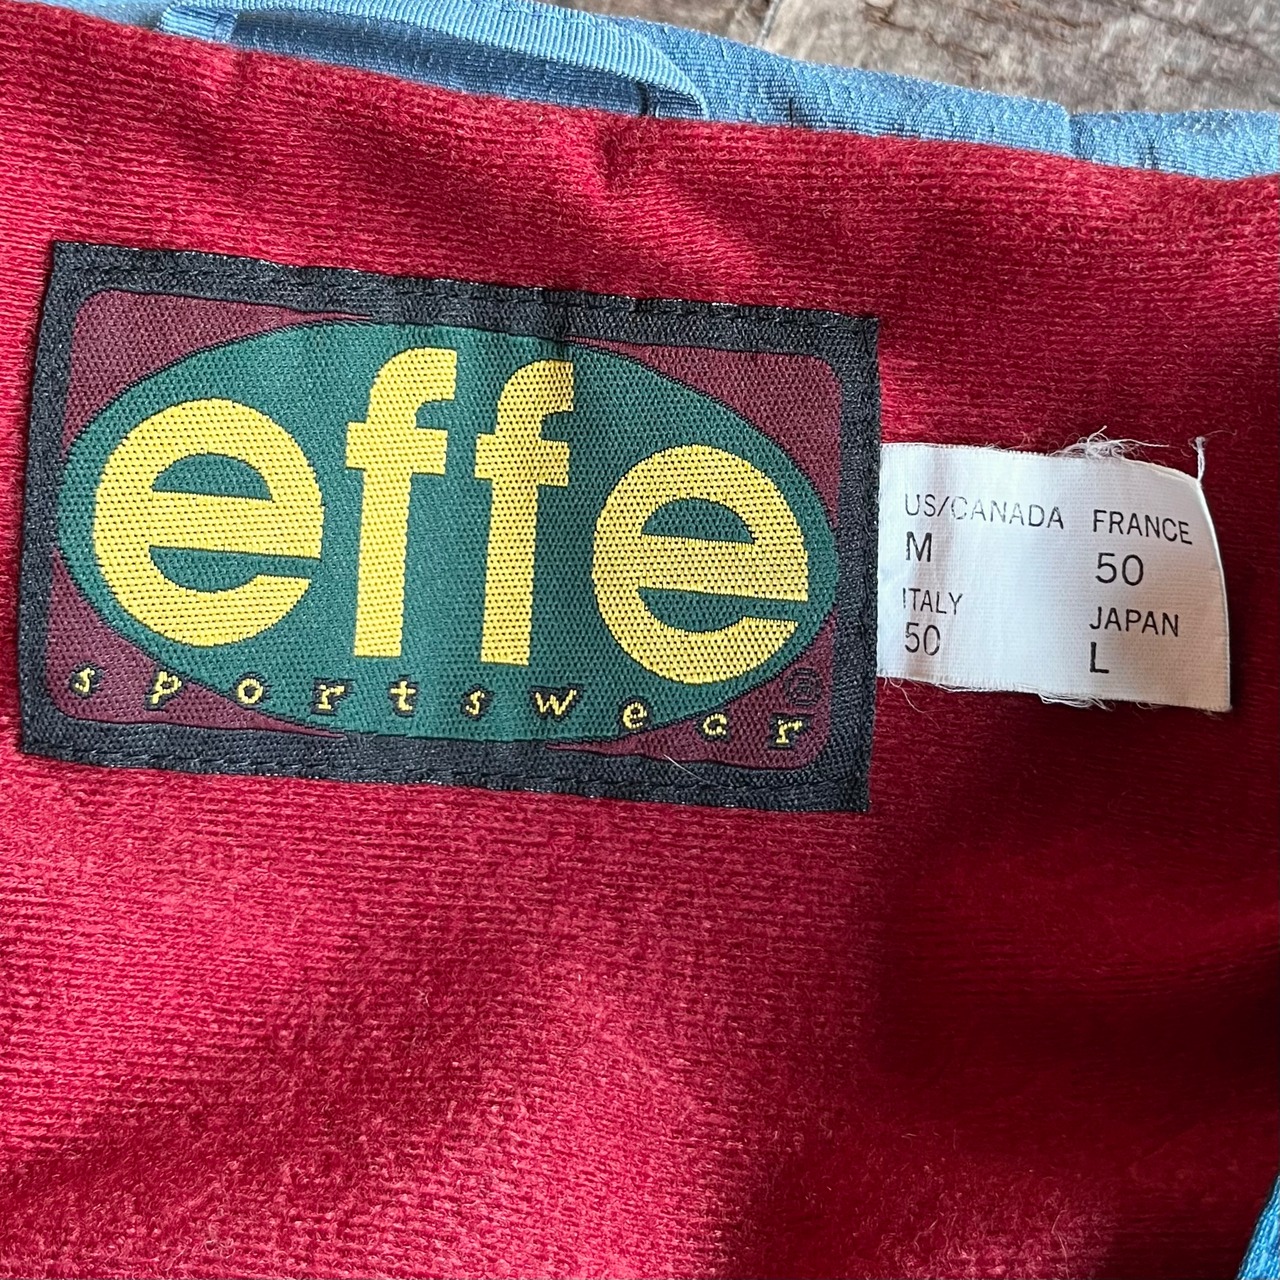 effe
sportswear ®
US/CANADA FRANCE
M 50
ITALY JAPAN
50 L